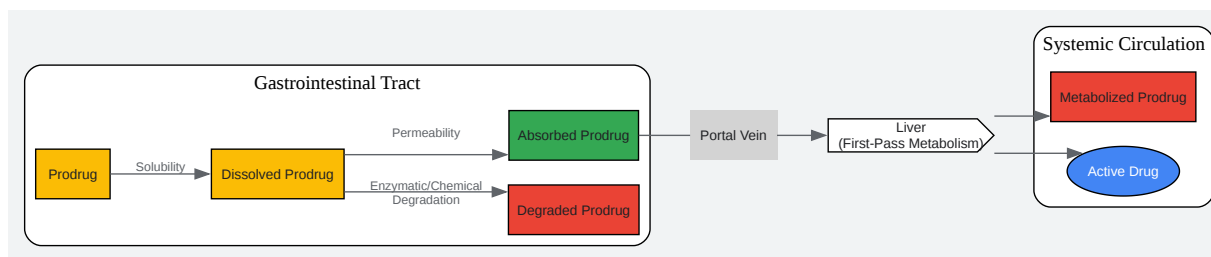 Systemic Circulation
Gastrointestinal Tract
Metabolized Prodrug
Prodrug
Solubility
Dissolved Prodrug
Permeability
Enzymatic/Chemical
Degradation
Absorbed Prodrug
Degraded Prodrug
Portal Vein
Liver
(First-Pass Metabolism)
Active Drug